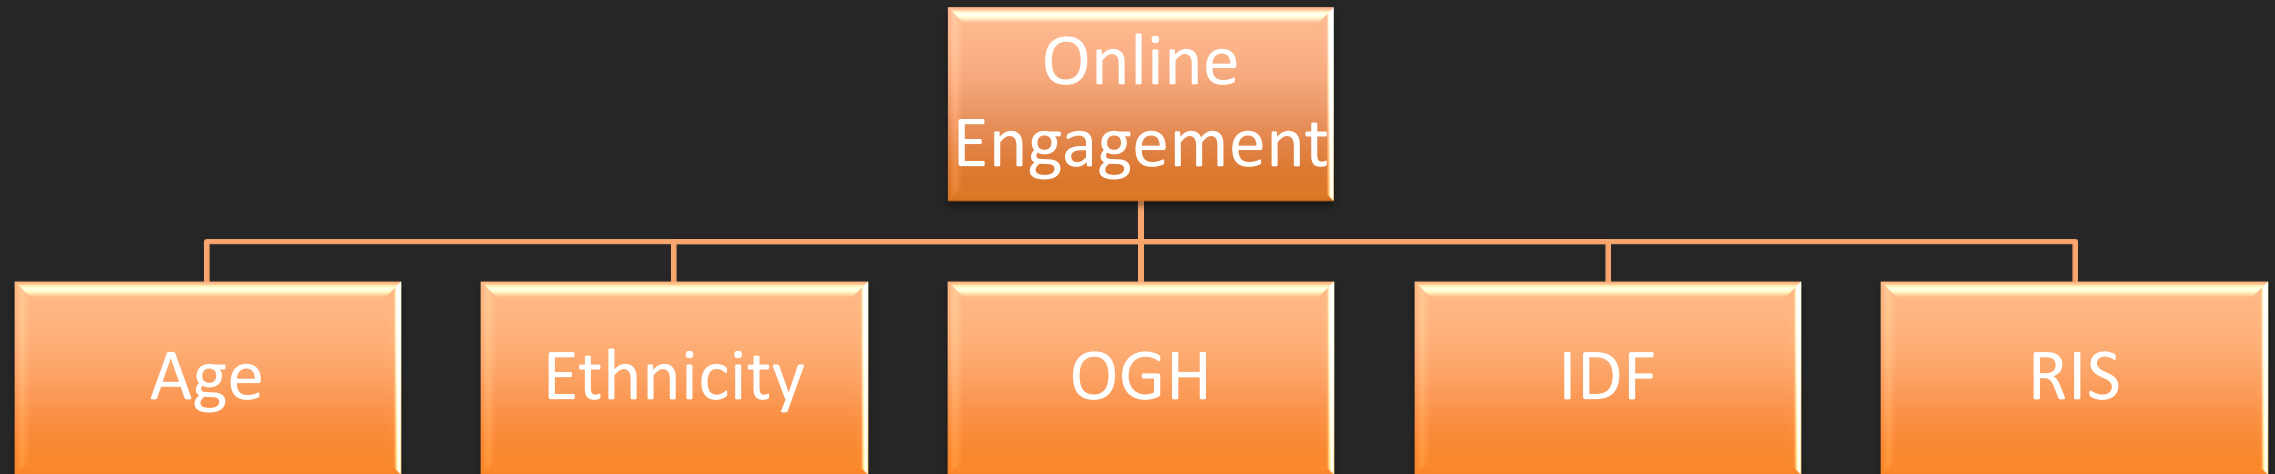 Online
Engagement
Age
Ethnicity
OGH
IDF
RIS